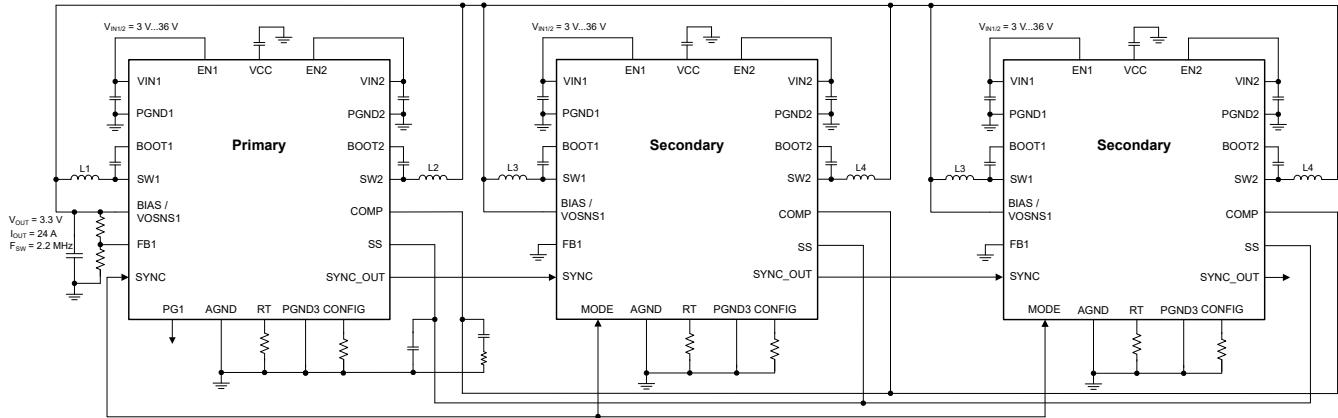 V_IN1/2 = 3 V...36 V
EN1
VCC
EN2
VIN1
VIN2
PGND1
PGND2
BOOT1
Primary
BOOT2
L1
SW1
SW2
L2
BIAS /
VOSNS1
COMP
V_OUT = 3.3 V
I_OUT = 24 A
F_SW = 2.2 MHz
FB1
SS
SYNC
SYNC_OUT
PG1
AGND
RT
PGND3
CONFIG
V_IN1/2 = 3 V...36 V
EN1
VCC
EN2
VIN1
VIN2
PGND1
PGND2
BOOT1
Secondary
BOOT2
L3
SW1
SW2
L4
BIAS /
VOSNS1
COMP
FB1
SS
SYNC
SYNC_OUT
MODE
AGND
RT
PGND3
CONFIG
V_IN1/2 = 3 V...36 V
EN1
VCC
EN2
VIN1
VIN2
PGND1
PGND2
BOOT1
Secondary
BOOT2
L3
SW1
SW2
L4
BIAS /
VOSNS1
COMP
FB1
SS
SYNC
SYNC_OUT
MODE
AGND
RT
PGND3
CONFIG